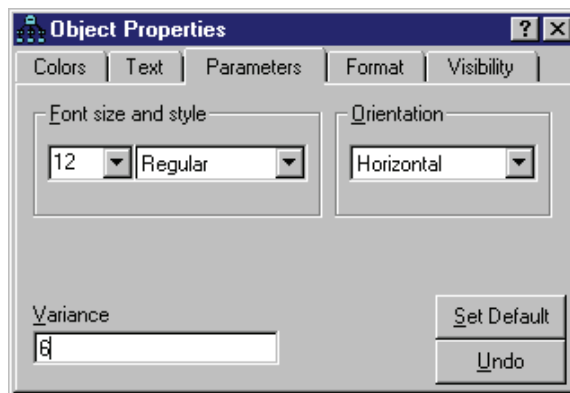 Object Properties
Colors Text Parameters Format Visibility
Font size and style
12 Regular
Orientation
Horizontal
Variance
6
Set Default
Undo